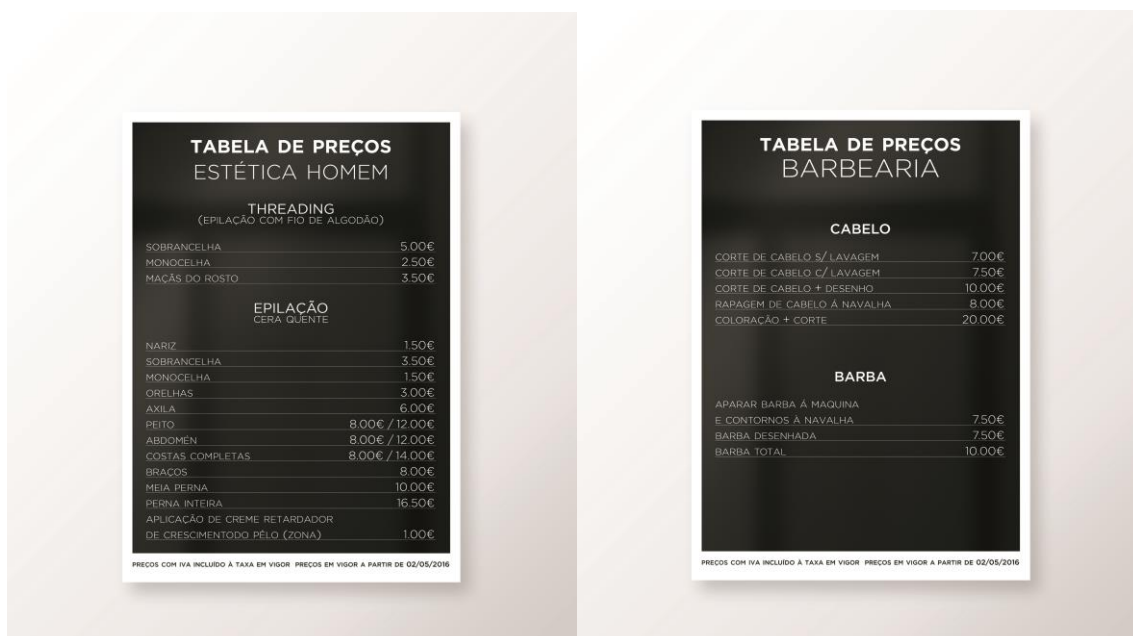 TABELA DE PREÇOS
ESTÉTICA HOMEM
THREADING
(EPILAÇÃO COM FIO DE ALGODÃO)
SOBRANCELHA 5.00€
MONOCELHA 2.50€
MAÇÃS DO ROSTO 3.50€
EPILAÇÃO
CERA QUENTE
NARIZ 1.50€
SOBRANCELHA 3.50€
MONOCELHA 1.50€
ORELHAS 3.00€
AXILA 6.00€
PEITO 8.00€ / 12.00€
ABDOMÉN 8.00€ / 12.00€
COSTAS COMPLETAS 8.00€ / 14.00€
BRAÇOS 8.00€
MEIA PERNA 10.00€
PERNA INTEIRA 16.50€
APLICAÇÃO DE CREME RETARDADOR
DE CRESCIMENTODO PÊLO (ZONA) 1.00€
PREÇOS COM IVA INCLUÍDO À TAXA EM VIGOR PREÇOS EM VIGOR A PARTIR DE 02/05/2016
TABELA DE PREÇOS
BARBEARIA
CABELO
CORTE DE CABELO S/ LAVAGEM 7.00€
CORTE DE CABELO C/ LAVAGEM 7.50€
CORTE DE CABELO + DESENHO 10.00€
RAPAGEM DE CABELO Á NAVALHA 8.00€
COLORAÇÃO + CORTE 20.00€
BARBA
APARAR BARBA Á MAQUINA
E CONTORNOS À NAVALHA 7.50€
BARBA DESENHADA 7.50€
BARBA TOTAL 10.00€
PREÇOS COM IVA INCLUÍDO À TAXA EM VIGOR PREÇOS EM VIGOR A PARTIR DE 02/05/2016